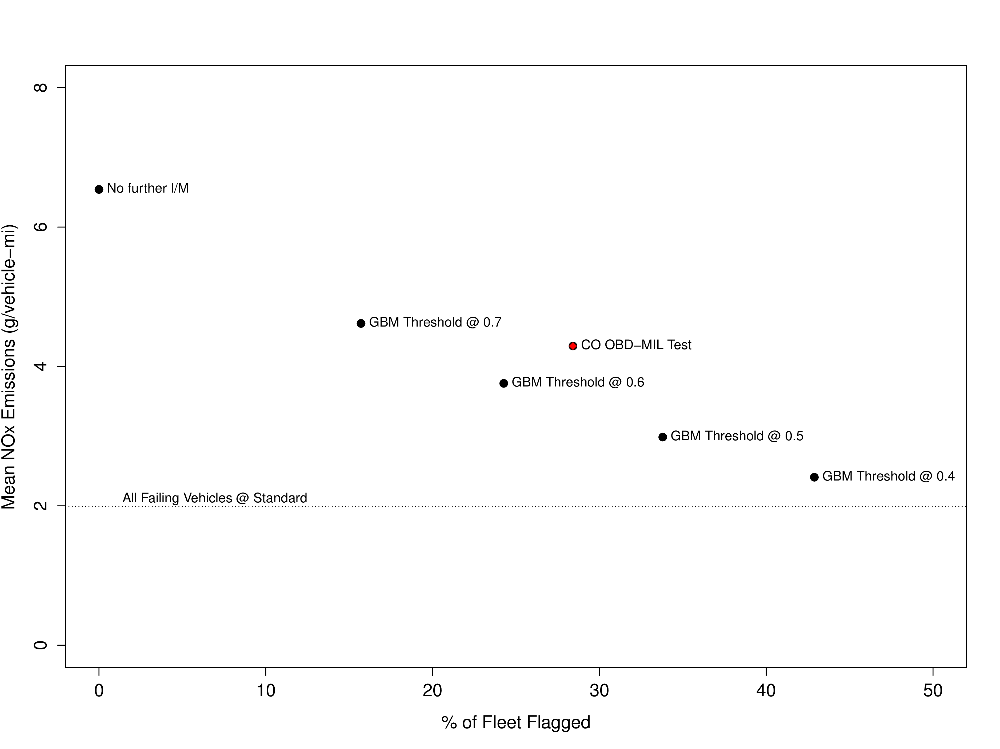 8
6
4
2
0
Mean NOx Emissions (g/vehicle−mi)
No further I/M
GBM Threshold @ 0.7
CO OBD−MIL Test
GBM Threshold @ 0.6
GBM Threshold @ 0.5
GBM Threshold @ 0.4
All Failing Vehicles @ Standard
0 10 20 30 40 50
% of Fleet Flagged